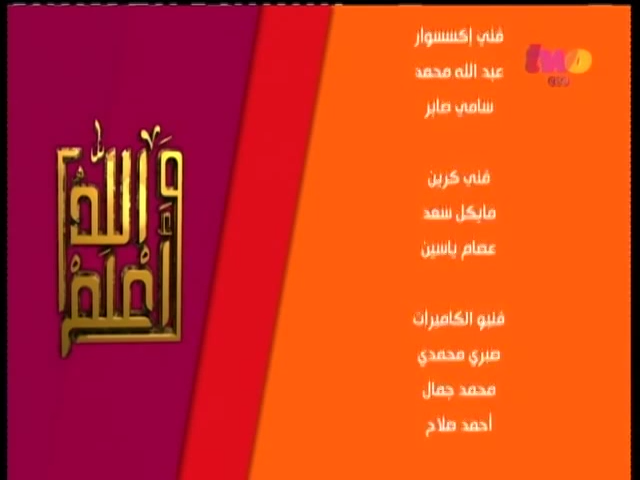 فني إكسسوار
عبد الله محمد
سامي صابر
فني كرين
مايكل سعد
عصام ياسين
فنيو الكاميرات
صبري محمدي
محمد جمال
أحمد صلاح
والله أعلم